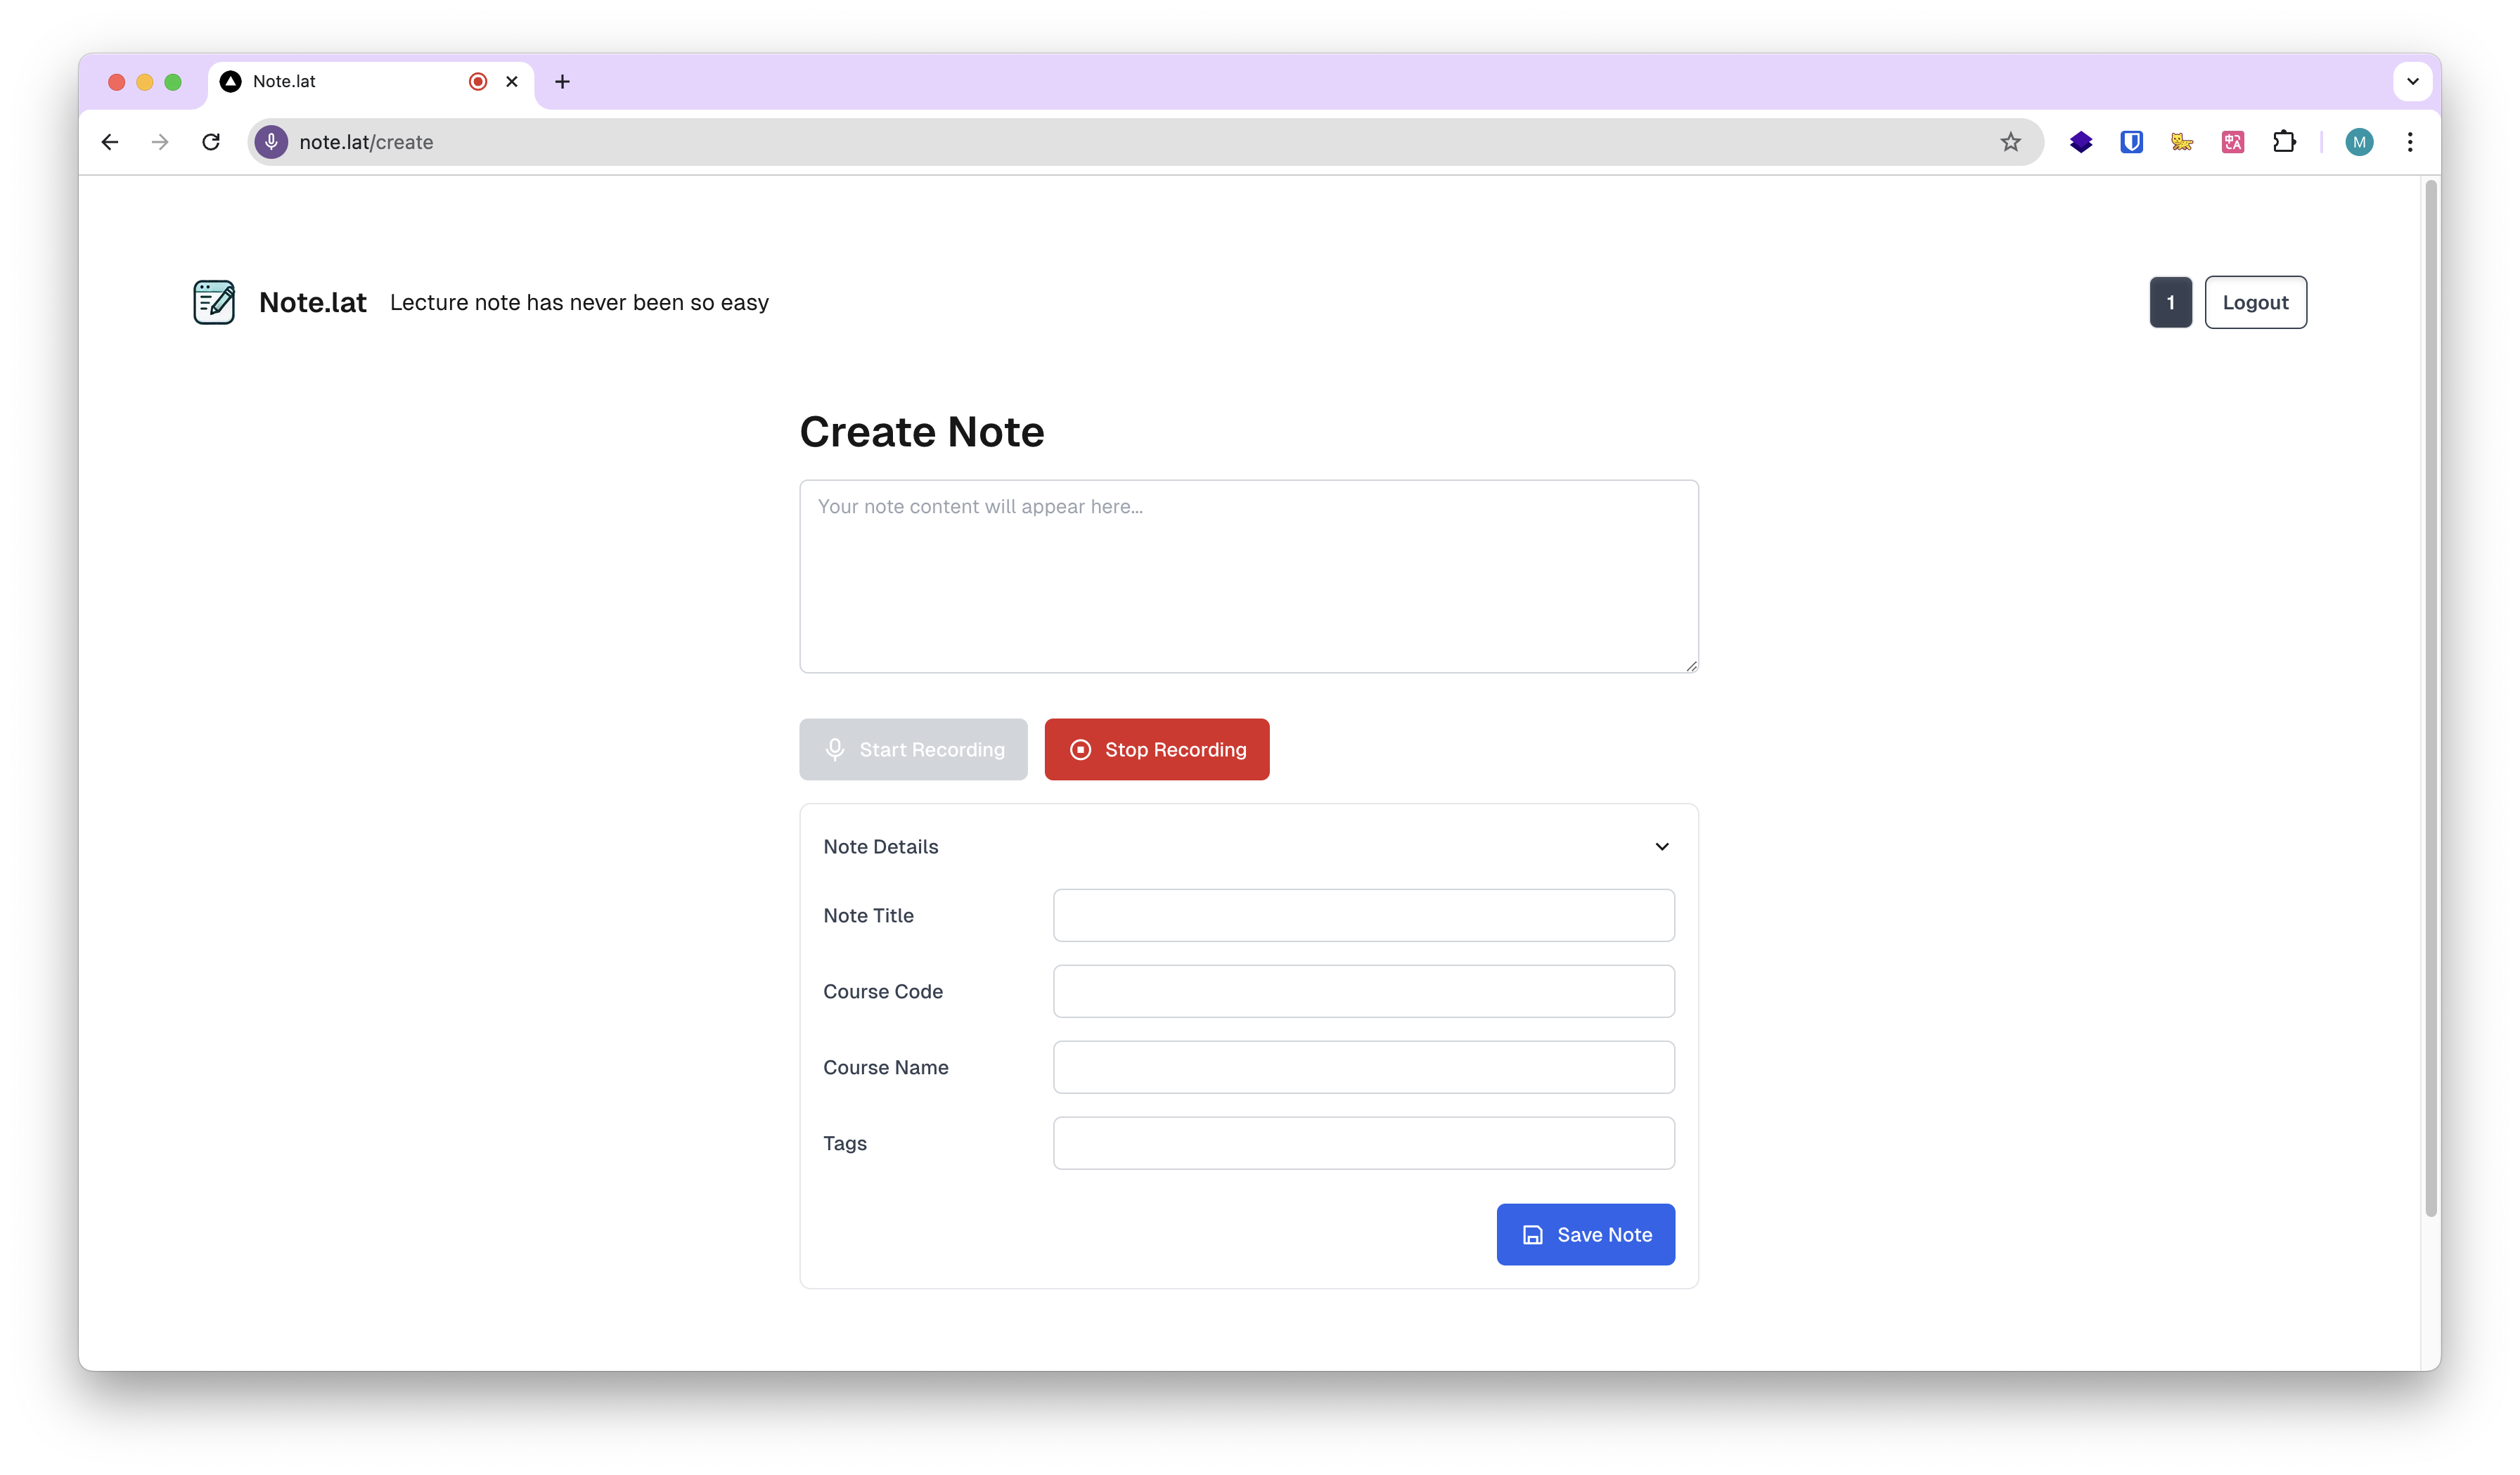 Note.lat
note.lat/create
M
Note.lat Lecture note has never been so easy
1 Logout
Create Note
Your note content will appear here...
Start Recording Stop Recording
Note Details
Note Title
Course Code
Course Name
Tags
Save Note